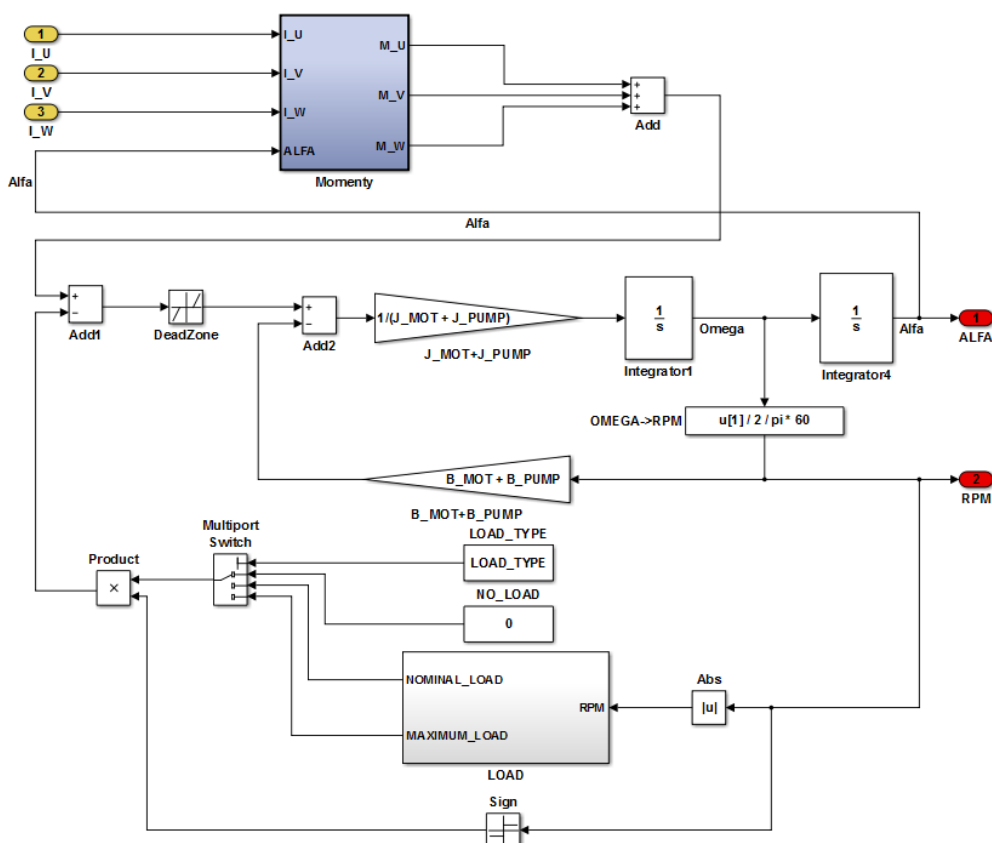 1
I_U
2
I_V
3
I_W
I_U
I_V
I_W
ALFA
M_U
M_V
M_W
Momenty
+
+
+
Add
Alfa
Alfa
+
−
Add1
DeadZone
+
−
Add2
1/(J_MOT + J_PUMP)
J_MOT+J_PUMP
1
s
Integrator1
Omega
1
s
Integrator4
Alfa
1
ALFA
OMEGA->RPM
u[1] / 2 / pi * 60
B_MOT + B_PUMP
B_MOT+B_PUMP
2
RPM
Multiport
Switch
LOAD_TYPE
LOAD_TYPE
Product
×
NO_LOAD
0
NOMINAL_LOAD
MAXIMUM_LOAD
RPM
LOAD
Abs
|u|
Sign